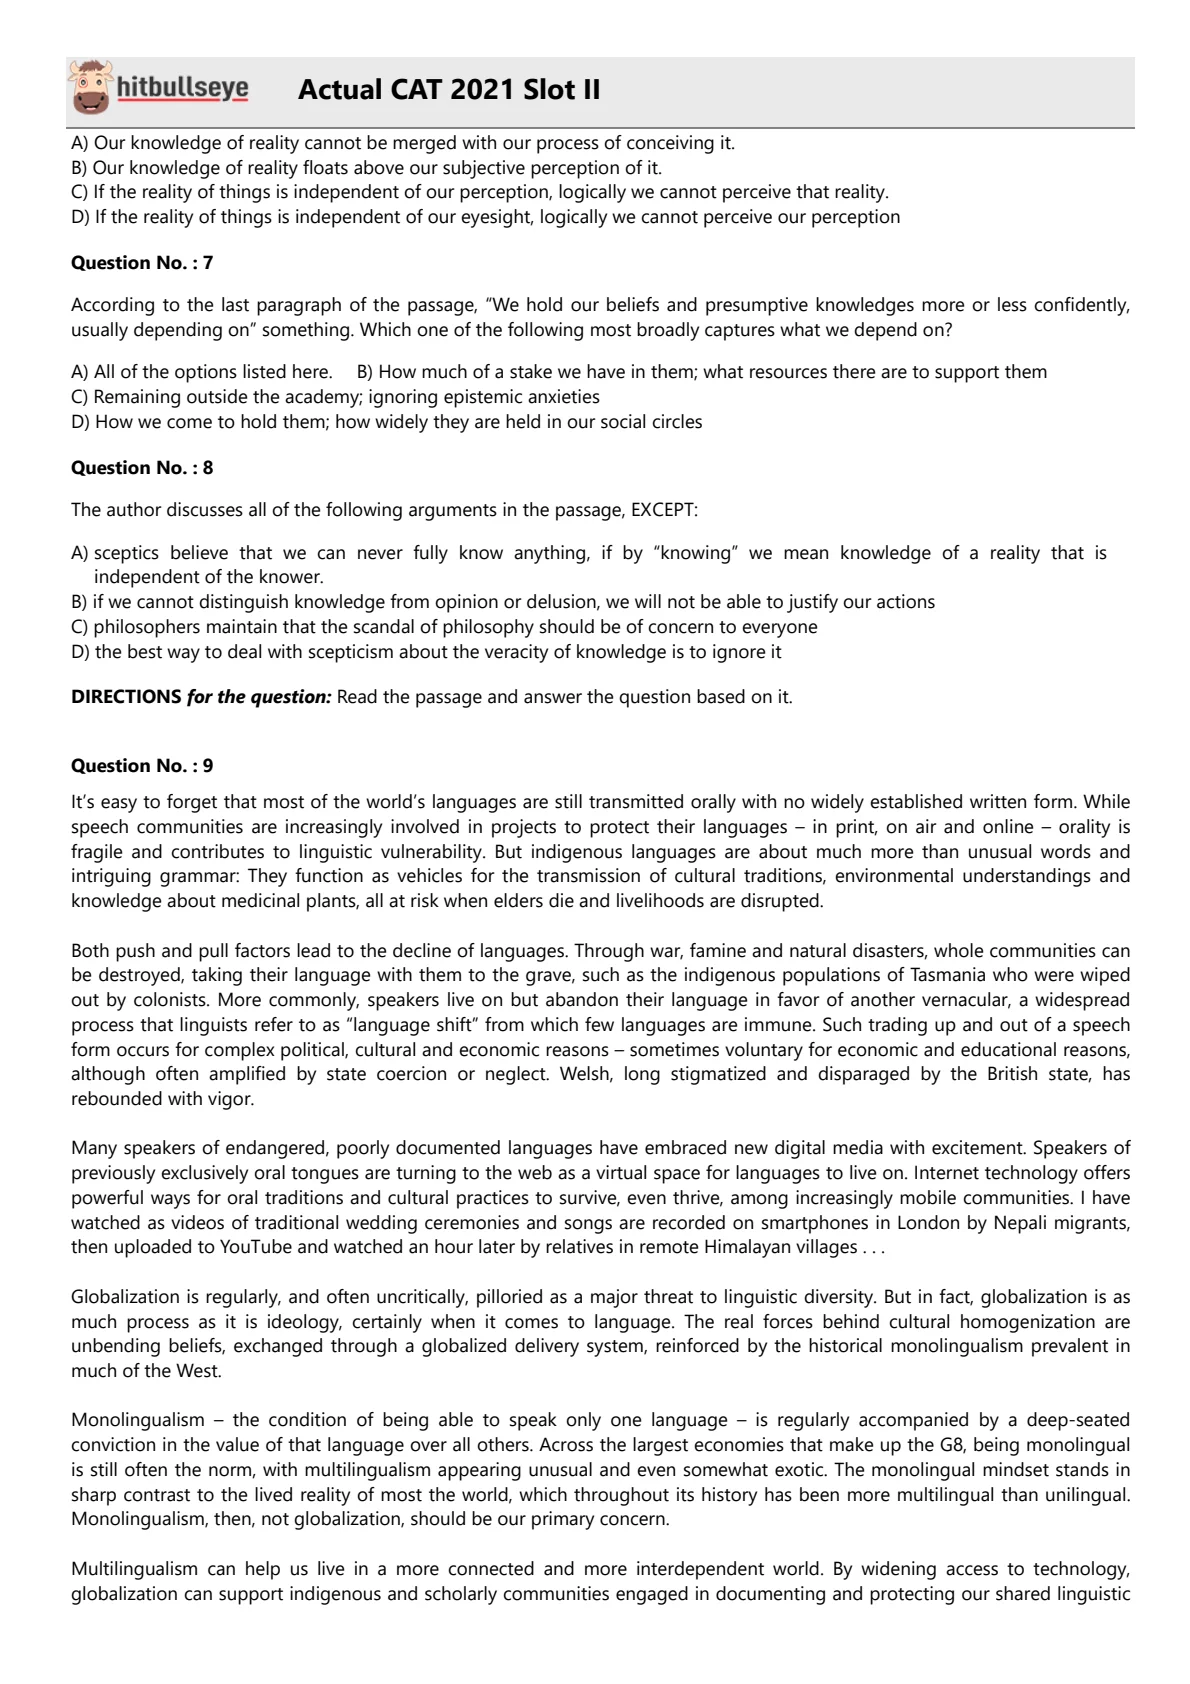 hitbullseye Actual CAT 2021 Slot II
A) Our knowledge of reality cannot be merged with our process of conceiving it.
B) Our knowledge of reality floats above our subjective perception of it.
C) If the reality of things is independent of our perception, logically we cannot perceive that reality.
D) If the reality of things is independent of our eyesight, logically we cannot perceive our perception
Question No. : 7
According to the last paragraph of the passage, “We hold our beliefs and presumptive knowledges more or less confidently,
usually depending on” something. Which one of the following most broadly captures what we depend on?
A) All of the options listed here. B) How much of a stake we have in them; what resources there are to support them
C) Remaining outside the academy; ignoring epistemic anxieties
D) How we come to hold them; how widely they are held in our social circles
Question No. : 8
The author discusses all of the following arguments in the passage, EXCEPT:
A) sceptics believe that we can never fully know anything, if by “knowing” we mean knowledge of a reality that is
independent of the knower.
B) if we cannot distinguish knowledge from opinion or delusion, we will not be able to justify our actions
C) philosophers maintain that the scandal of philosophy should be of concern to everyone
D) the best way to deal with scepticism about the veracity of knowledge is to ignore it
DIRECTIONS for the question: Read the passage and answer the question based on it.
Question No. : 9
It’s easy to forget that most of the world’s languages are still transmitted orally with no widely established written form. While
speech communities are increasingly involved in projects to protect their languages – in print, on air and online – orality is
fragile and contributes to linguistic vulnerability. But indigenous languages are about much more than unusual words and
intriguing grammar: They function as vehicles for the transmission of cultural traditions, environmental understandings and
knowledge about medicinal plants, all at risk when elders die and livelihoods are disrupted.
Both push and pull factors lead to the decline of languages. Through war, famine and natural disasters, whole communities can
be destroyed, taking their language with them to the grave, such as the indigenous populations of Tasmania who were wiped
out by colonists. More commonly, speakers live on but abandon their language in favor of another vernacular, a widespread
process that linguists refer to as “language shift” from which few languages are immune. Such trading up and out of a speech
form occurs for complex political, cultural and economic reasons – sometimes voluntary for economic and educational reasons,
although often amplified by state coercion or neglect. Welsh, long stigmatized and disparaged by the British state, has
rebounded with vigor.
Many speakers of endangered, poorly documented languages have embraced new digital media with excitement. Speakers of
previously exclusively oral tongues are turning to the web as a virtual space for languages to live on. Internet technology offers
powerful ways for oral traditions and cultural practices to survive, even thrive, among increasingly mobile communities. I have
watched as videos of traditional wedding ceremonies and songs are recorded on smartphones in London by Nepali migrants,
then uploaded to YouTube and watched an hour later by relatives in remote Himalayan villages . . .
Globalization is regularly, and often uncritically, pilloried as a major threat to linguistic diversity. But in fact, globalization is as
much process as it is ideology, certainly when it comes to language. The real forces behind cultural homogenization are
unbending beliefs, exchanged through a globalized delivery system, reinforced by the historical monolingualism prevalent in
much of the West.
Monolingualism – the condition of being able to speak only one language – is regularly accompanied by a deep-seated
conviction in the value of that language over all others. Across the largest economies that make up the G8, being monolingual
is still often the norm, with multilingualism appearing unusual and even somewhat exotic. The monolingual mindset stands in
sharp contrast to the lived reality of most the world, which throughout its history has been more multilingual than unilingual.
Monolingualism, then, not globalization, should be our primary concern.
Multilingualism can help us live in a more connected and more interdependent world. By widening access to technology,
globalization can support indigenous and scholarly communities engaged in documenting and protecting our shared linguistic